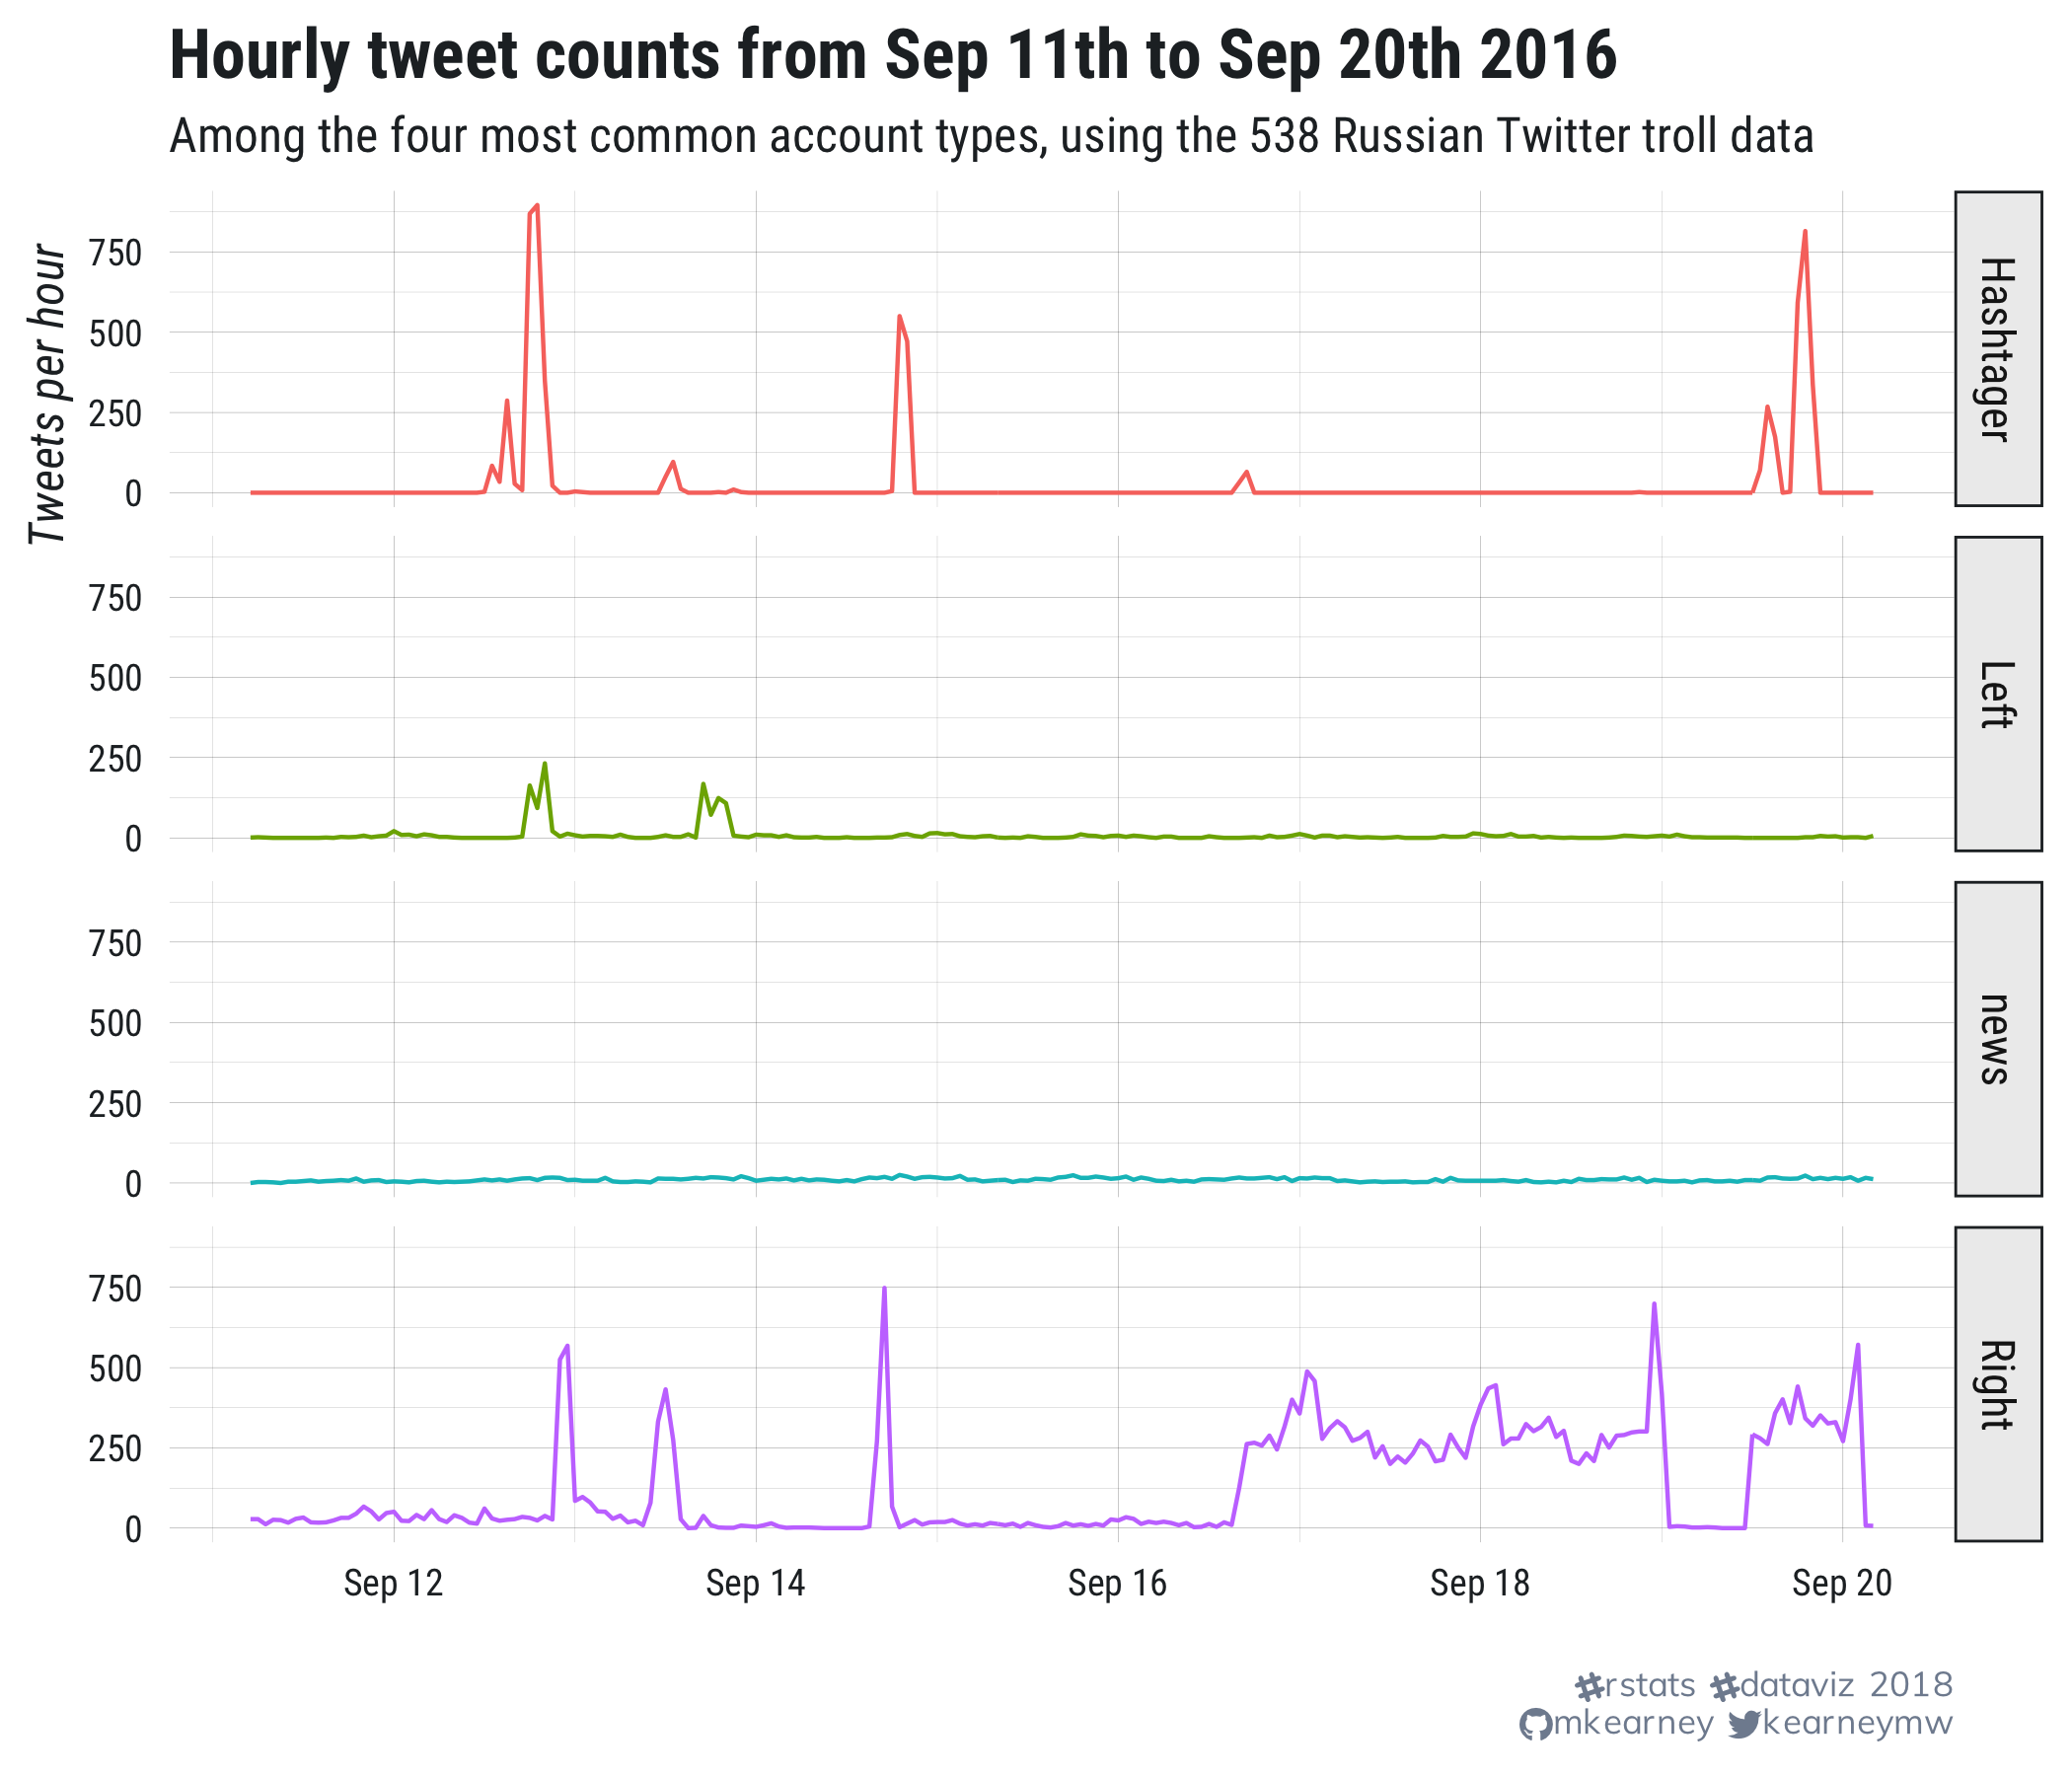 Hourly tweet counts from Sep 11th to Sep 20th 2016
Among the four most common account types, using the 538 Russian Twitter troll data
Tweets per hour
750
500
250
0
Hashtager
750
500
250
0
Left
750
500
250
0
news
750
500
250
0
Right
Sep 12 Sep 14 Sep 16 Sep 18 Sep 20
#rstats #dataviz 2018
mkearney kearneymw